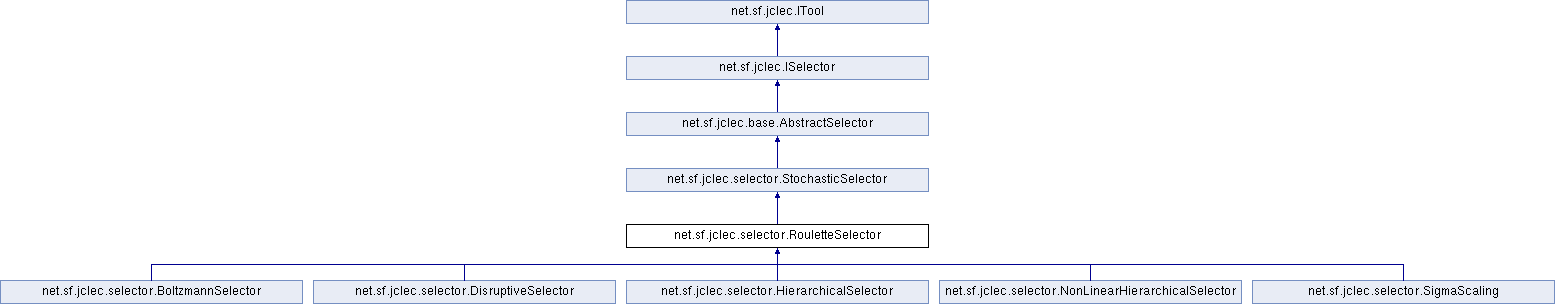 net.sf.jclec.ITool
net.sf.jclec.ISelector
net.sf.jclec.base.AbstractSelector
net.sf.jclec.selector.StochasticSelector
net.sf.jclec.selector.RouletteSelector
net.sf.jclec.selector.BoltzmannSelector
net.sf.jclec.selector.DisruptiveSelector
net.sf.jclec.selector.HierarchicalSelector
net.sf.jclec.selector.NonLinearHierarchicalSelector
net.sf.jclec.selector.SigmaScaling